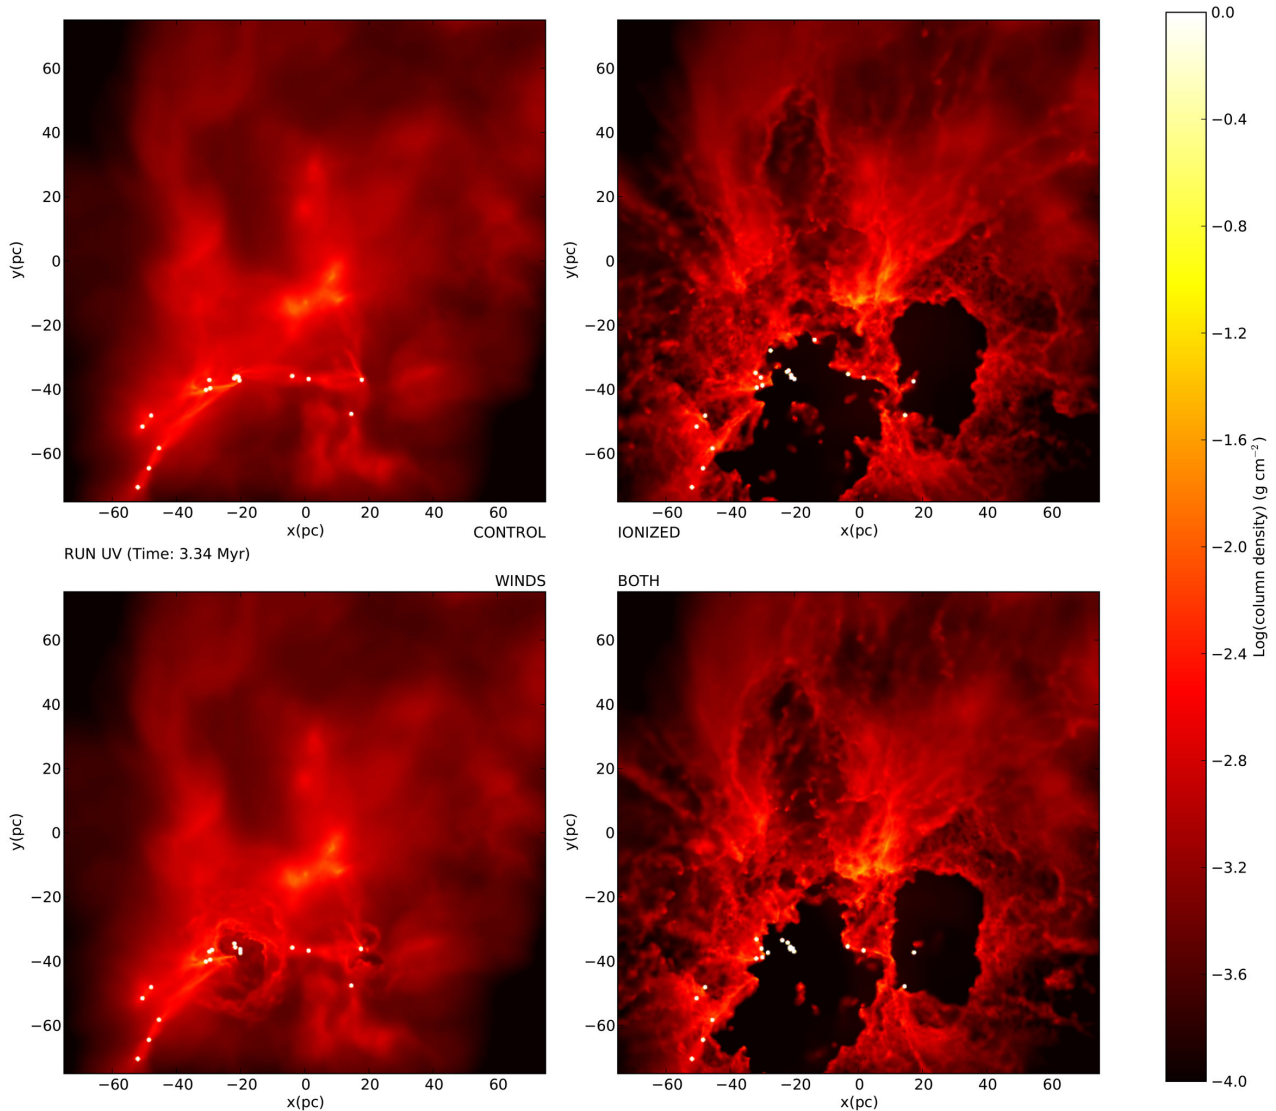 60
40
20
0
−20
−40
−60
y(pc)
−60 −40 −20 0 20 40 60
x(pc)
CONTROL
60
40
20
0
−20
−40
−60
y(pc)
−60 −40 −20 0 20 40 60
x(pc)
IONIZED
RUN UV (Time: 3.34 Myr)
WINDS
60
40
20
0
−20
−40
−60
y(pc)
−60 −40 −20 0 20 40 60
x(pc)
BOTH
60
40
20
0
−20
−40
−60
y(pc)
−60 −40 −20 0 20 40 60
x(pc)
0.0
−0.4
−0.8
−1.2
−1.6
−2.0
−2.4
−2.8
−3.2
−3.6
−4.0
Log(column density) (g cm⁻²)